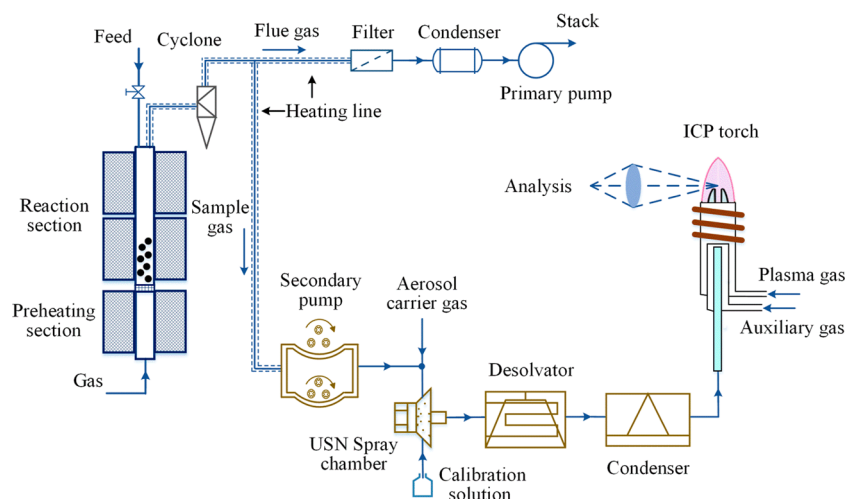 Stack
Feed
Cyclone
Flue gas
Filter
Condenser
Primary pump
Heating line
ICP torch
Analysis
Reaction
section
Sample
gas
Secondary
pump
Aerosol
carrier gas
Plasma gas
Auxiliary gas
Preheating
section
Gas
Desolvator
USN Spray
chamber
Condenser
Calibration
solution